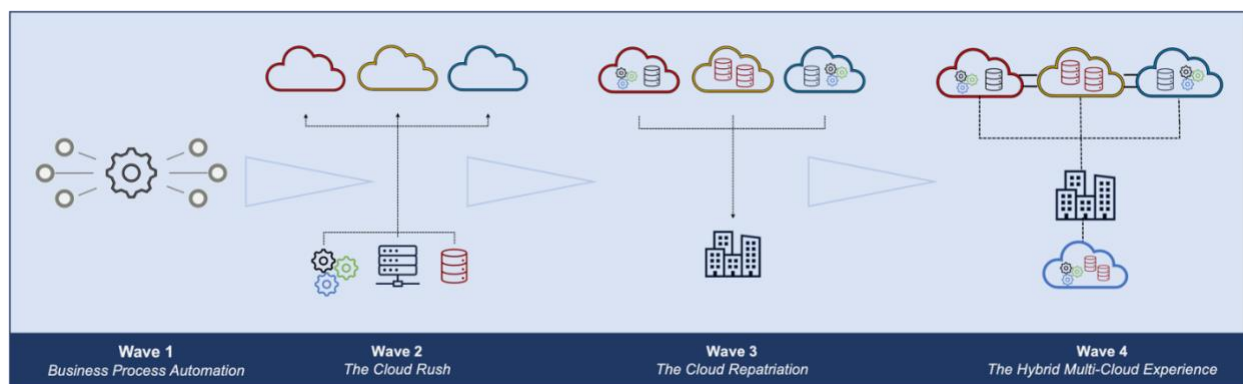 Wave 1
Business Process Automation
Wave 2
The Cloud Rush
Wave 3
The Cloud Repatriation
Wave 4
The Hybrid Multi-Cloud Experience